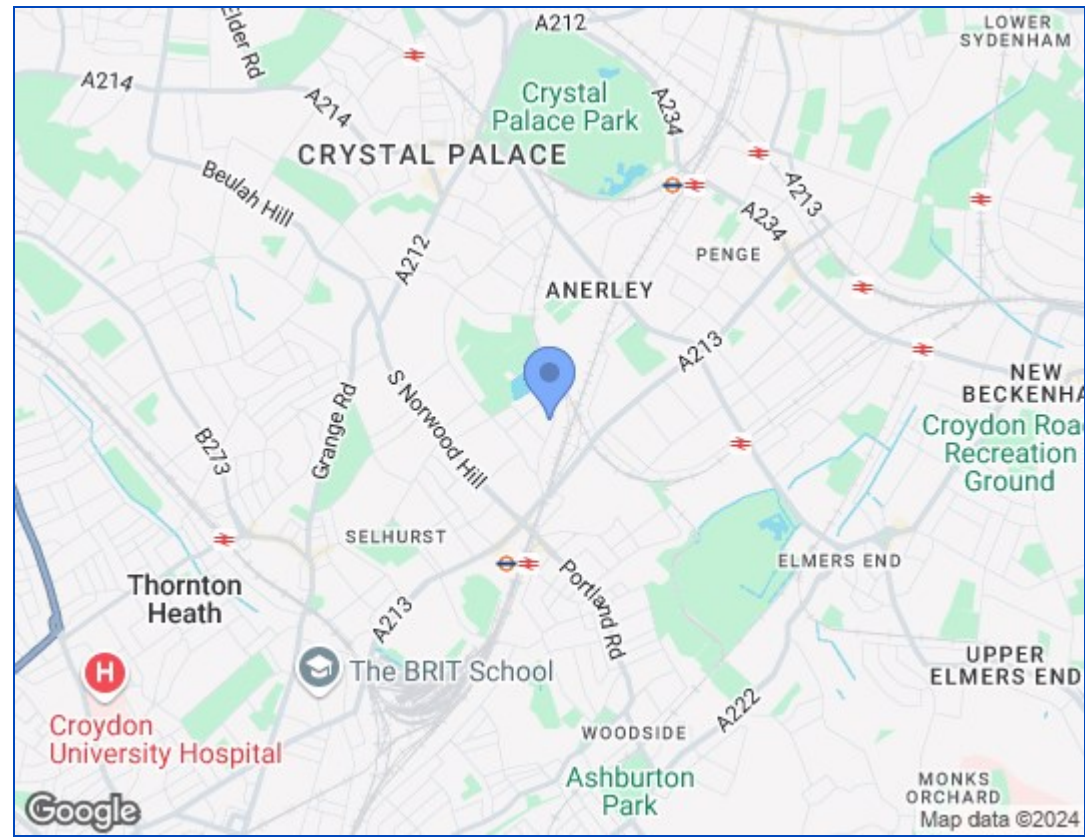 A212
LOWER
SYDENHAM
Elder Rd
A214
A214
Crystal
Palace Park
A234
CRYSTAL PALACE
Beulah Hill
A213
A234
A212
PENGE
ANERLEY
A213
NEW
BECKENHA
S Norwood Hill
Grange Rd
B273
Croydon Roa
Recreation
Ground
SELHURST
ELMERS END
Thornton
Heath
Portland Rd
A213
The BRIT School
H
UPPER
ELMERS END
A222
Croydon
University Hospital
WOODSIDE
Ashburton
Park
MONKS
ORCHARD
Google
Map data ©2024